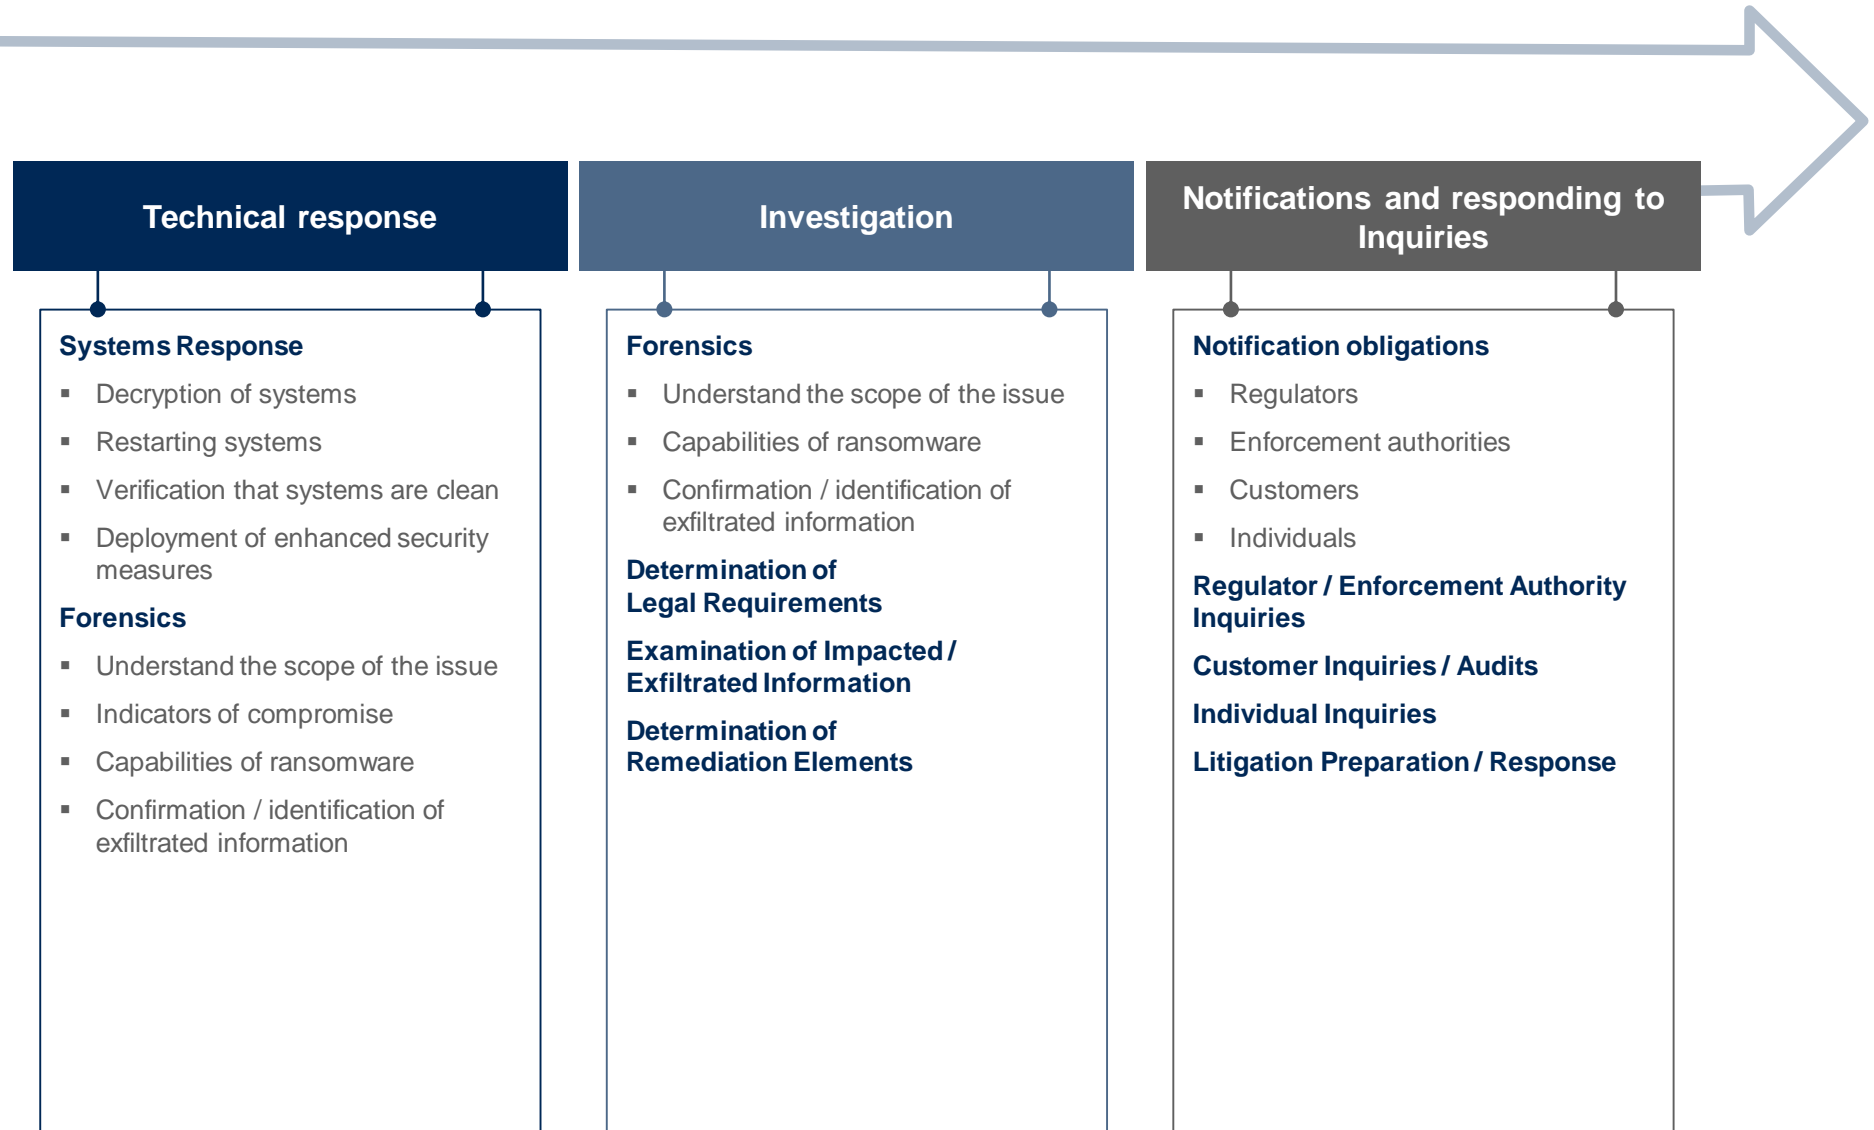 Technical response
Systems Response
▪ Decryption of systems
▪ Restarting systems
▪ Verification that systems are clean
▪ Deployment of enhanced security
measures
Forensics
▪ Understand the scope of the issue
▪ Indicators of compromise
▪ Capabilities of ransomware
▪ Confirmation / identification of
exfiltrated information
Investigation
Forensics
▪ Understand the scope of the issue
▪ Capabilities of ransomware
▪ Confirmation / identification of
exfiltrated information
Determination of
Legal Requirements
Examination of Impacted /
Exfiltrated Information
Determination of
Remediation Elements
Notifications and responding to
Inquiries
Notification obligations
▪ Regulators
▪ Enforcement authorities
▪ Customers
▪ Individuals
Regulator / Enforcement Authority
Inquiries
Customer Inquiries / Audits
Individual Inquiries
Litigation Preparation / Response